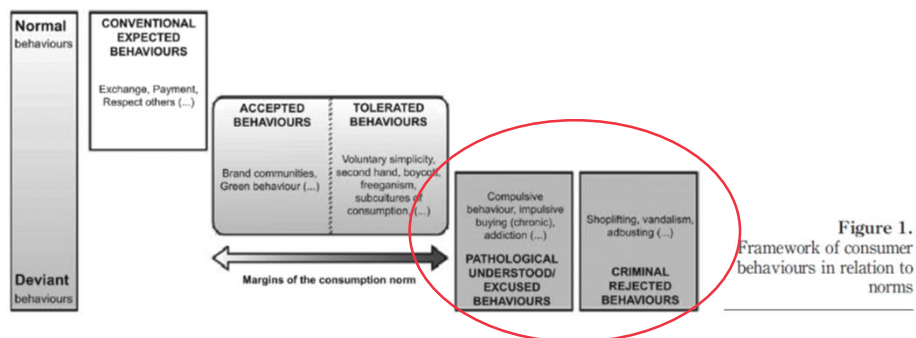 Normal
behaviours
Deviant
behaviours
CONVENTIONAL
EXPECTED
BEHAVIOURS
Exchange, Payment,
Respect others (...)
ACCEPTED
BEHAVIOURS
Brand communities,
Green behaviour (...)
TOLERATED
BEHAVIOURS
Voluntary simplicity,
second hand, boycott,
freeganism,
subcultures of
consumption, (...)
Margins of the consumption norm
Compulsive
behaviour, impulsive
buying (chronic),
addiction (...)
PATHOLOGICAL
UNDERSTOOD/
EXCUSED
BEHAVIOURS
Shoplifting, vandalism,
adbusting (...)
CRIMINAL
REJECTED
BEHAVIOURS
Figure 1.
Framework of consumer
behaviours in relation to
norms